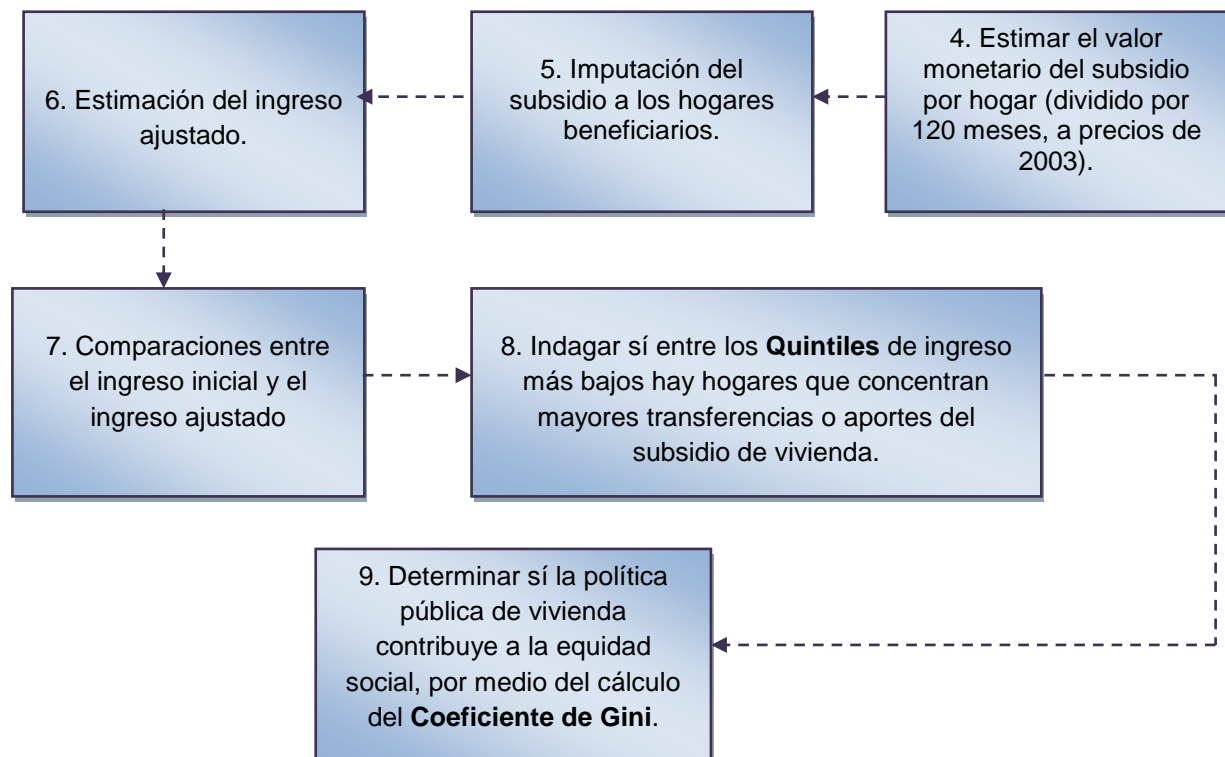 4. Estimar el valor
monetario del subsidio
por hogar (dividido por
120 meses, a precios de
2003).
5. Imputación del
subsidio a los hogares
beneficiarios.
6. Estimación del ingreso
ajustado.
7. Comparaciones entre
el ingreso inicial y el
ingreso ajustado
8. Indagar sí entre los Quintiles de ingreso
más bajos hay hogares que concentran
mayores transferencias o aportes del
subsidio de vivienda.
9. Determinar sí la política
pública de vivienda
contribuye a la equidad
social, por medio del cálculo
del Coeficiente de Gini.